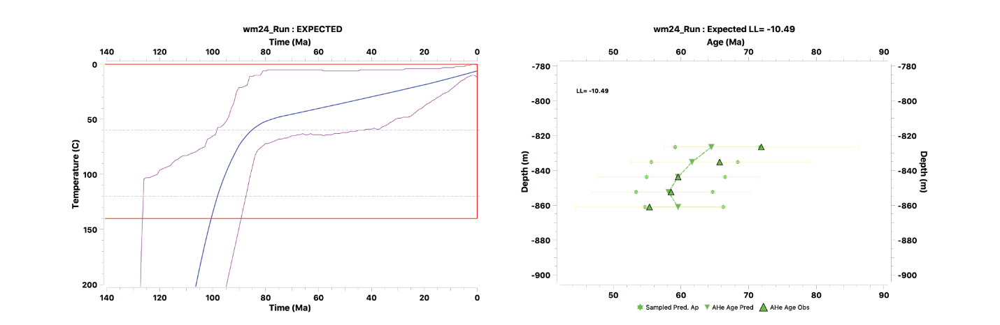 wm24_Run : EXPECTED
Time (Ma)
140 120 100 80 60 40 20 0
0
50
100
150
200
Temperature (C)
140 120 100 80 60 40 20 0
Time (Ma)
wm24_Run : Expected LL= -10.49
Age (Ma)
50 60 70 80 90
-780 -780
LL= -10.49
-800 -800
-820 -820
-840 -840
-860 -860
-880 -880
-900 -900
Depth (m)
Depth (m)
50 60 70 80 90
Sampled Pred. Ap AHe Age Pred AHe Age Obs